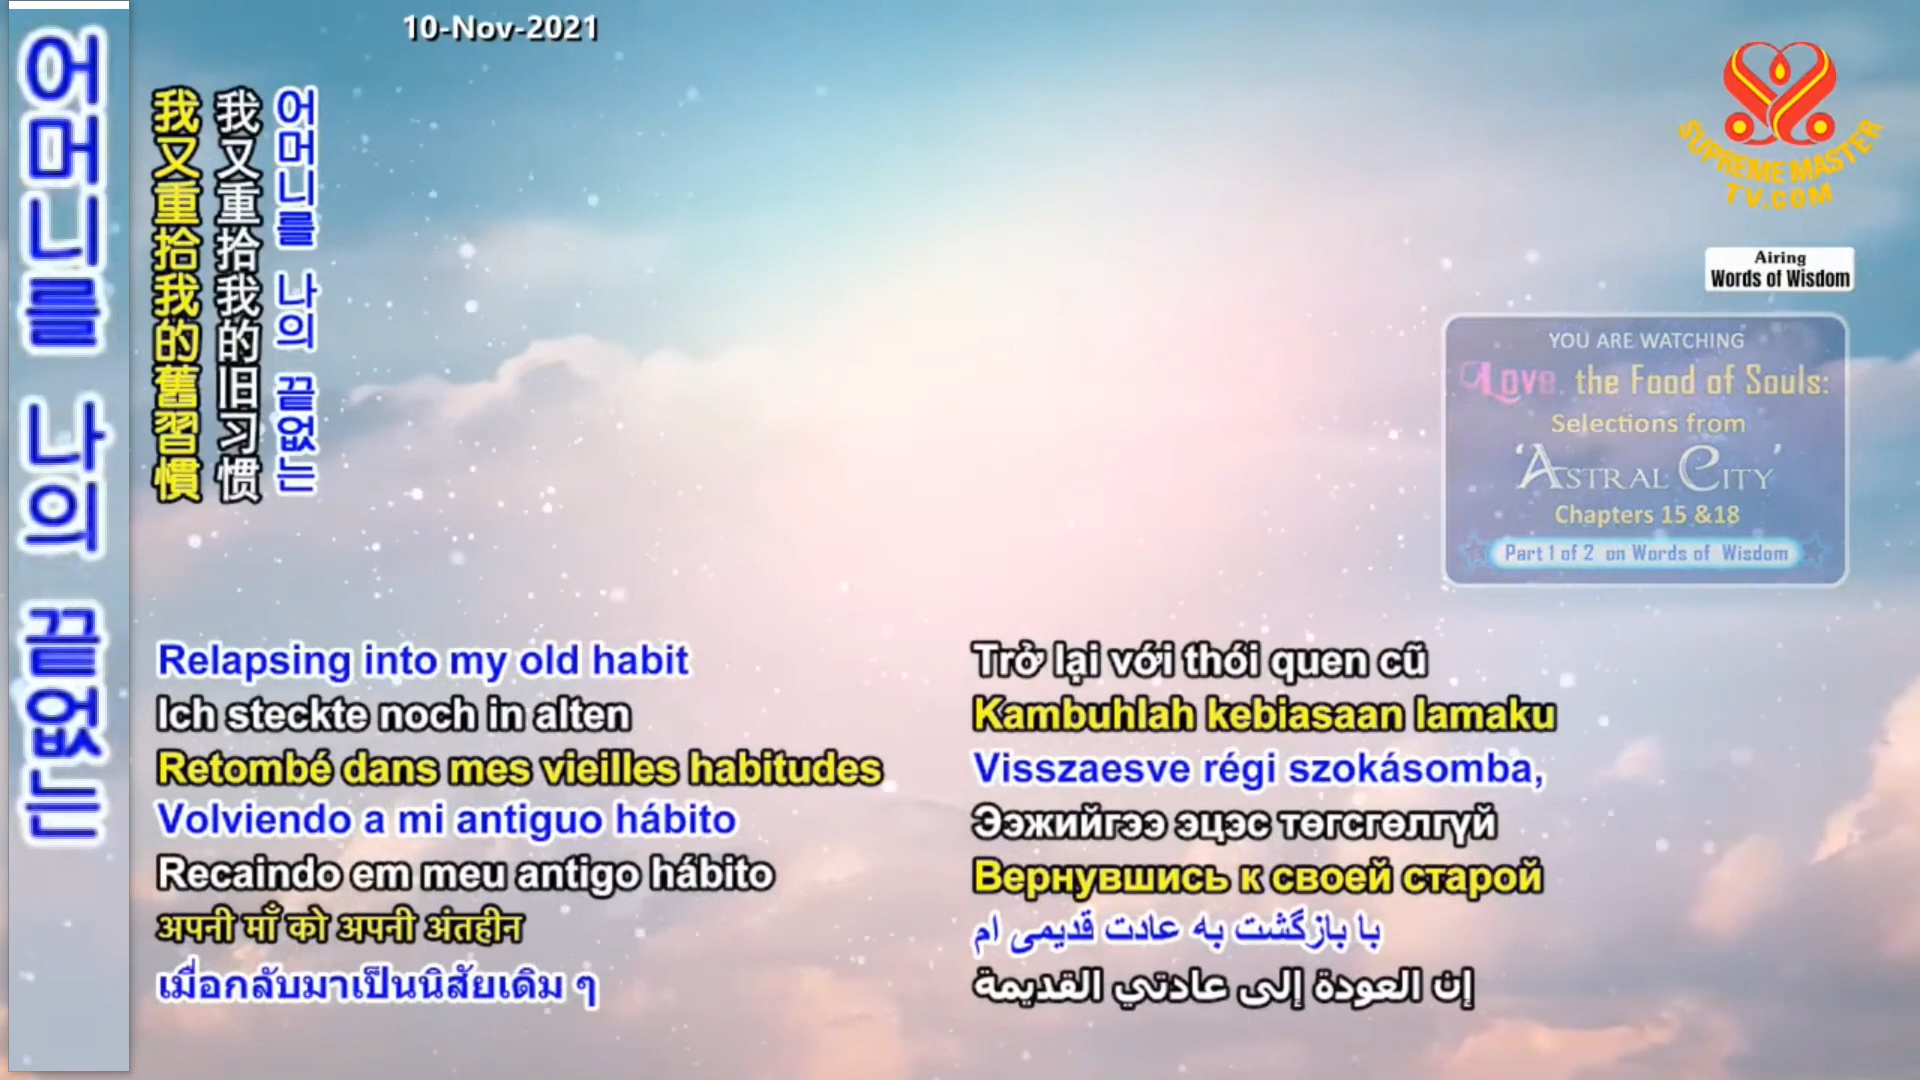 어머니를 나의 끝없는
10-Nov-2021
我又重拾我的舊習慣
我又重拾我的旧习惯
어머니를 나의 끝없는
SUPREME MASTER
TV.COM
Airing
Words of Wisdom
YOU ARE WATCHING
Love, the Food of Souls:
Selections from
‘ASTRAL CITY’
Chapters 15 &18
Part 1 of 2 on Words of Wisdom
Relapsing into my old habit
Ich steckte noch in alten
Retombé dans mes vieilles habitudes
Volviendo a mi antiguo hábito
Recaindo em meu antigo hábito
अपनी माँ को अपनी अंतहीन
เมื่อกลับมาเป็นนิสัยเดิม ๆ
Trở lại với thói quen cũ
Kambuhlah kebiasaan lamaku
Visszaesve régi szokásomba,
Ээжийгээ эцэс төгсгөлгүй
Вернувшись к своей старой
با بازگشت به عادت قدیمی ام
إن العودة إلى عادتي القديمة